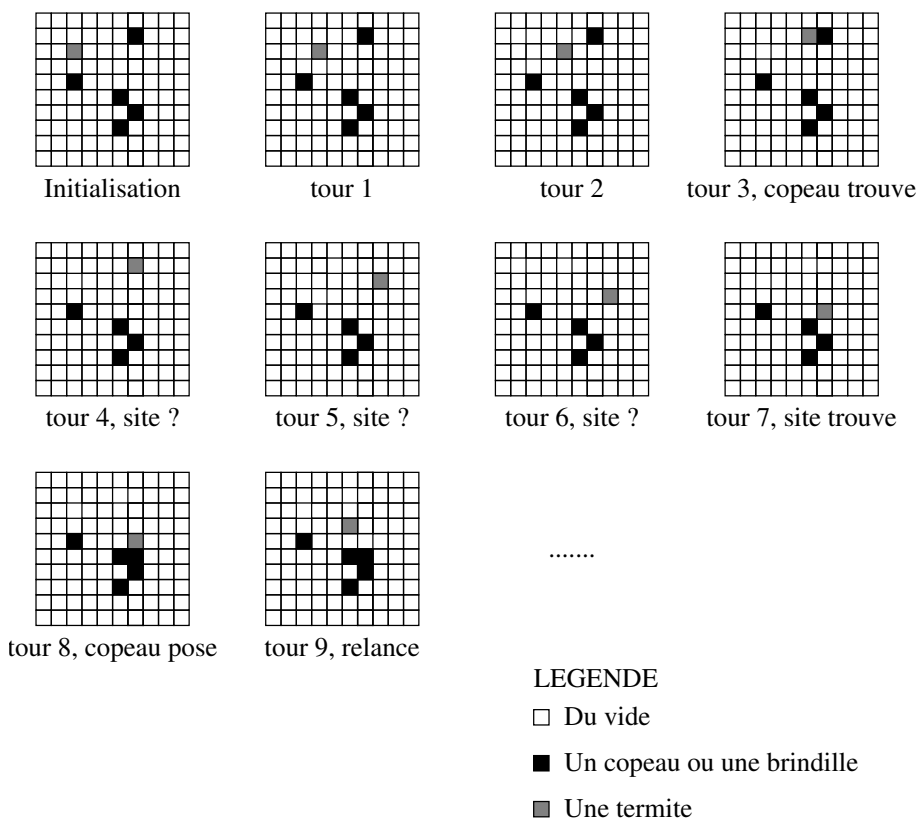 Initialisation
tour 1
tour 2
tour 3, copeau trouve
tour 4, site ?
tour 5, site ?
tour 6, site ?
tour 7, site trouve
tour 8, copeau pose
tour 9, relance
.......
LEGENDE
Du vide
Un copeau ou une brindille
Une termite